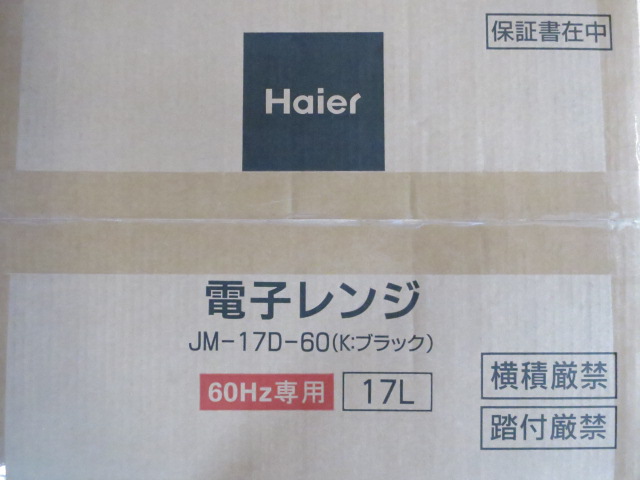 保証書在中
Haier
電子レンジ
JM-17D-60(K:ブラック)
60Hz専用 17L
横積厳禁
踏付厳禁